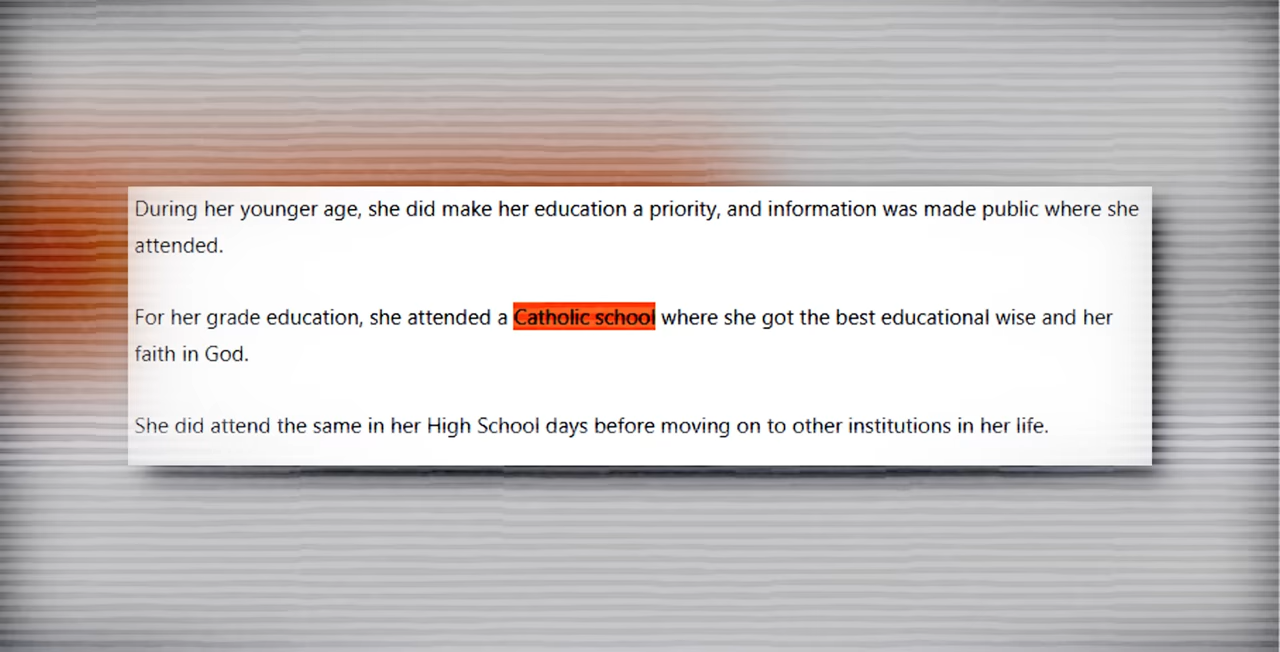 During her younger age, she did make her education a priority, and information was made public where she
attended.
For her grade education, she attended a Catholic school where she got the best educational wise and her
faith in God.
She did attend the same in her High School days before moving on to other institutions in her life.